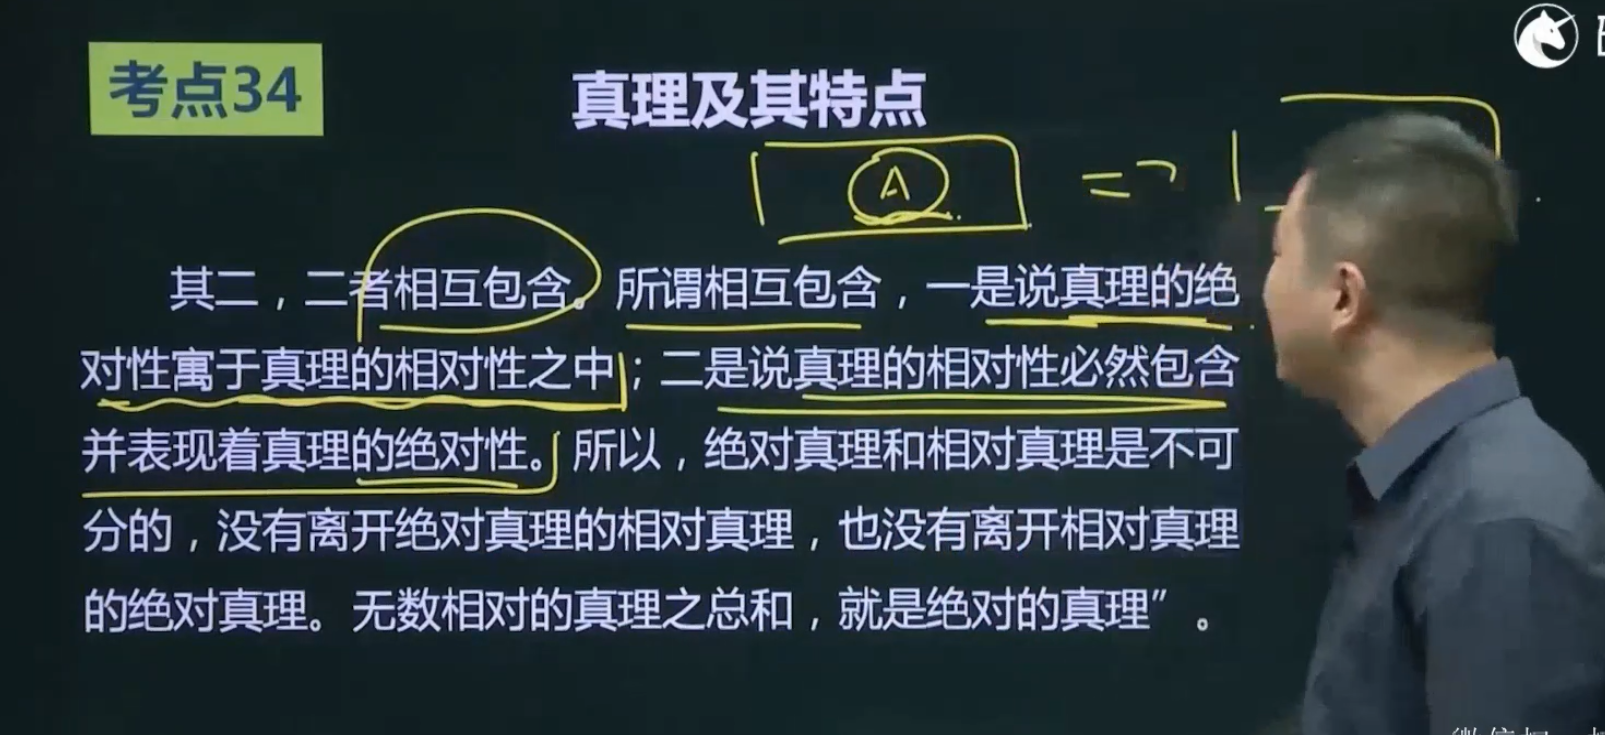 考点34
真理及其特点
A
其二，二者相互包含。所谓相互包含，一是说真理的绝
对性寓于真理的相对性之中；二是说真理的相对性必然包含
并表现着真理的绝对性。所以，绝对真理和相对真理是不可
分的，没有离开绝对真理的相对真理，也没有离开相对真理
的绝对真理。无数相对的真理之总和，就是绝对的真理”。